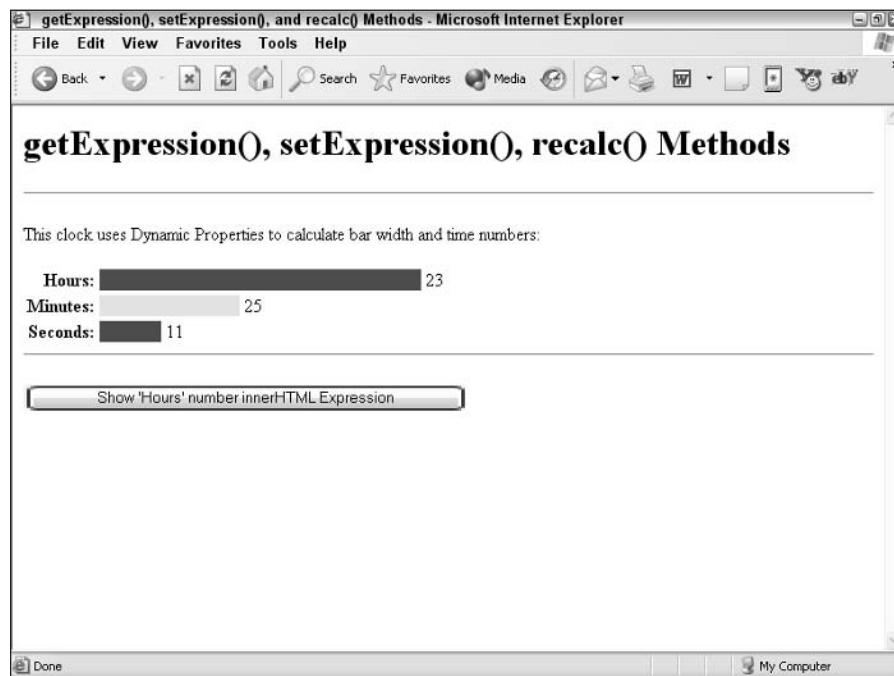 getExpression(), setExpression(), and recalc() Methods - Microsoft Internet Explorer
File Edit View Favorites Tools Help
Back Search Favorites Media W abY
getExpression(), setExpression(), recalc() Methods
This clock uses Dynamic Properties to calculate bar width and time numbers:
Hours: 23
Minutes: 25
Seconds: 11
Show 'Hours' number innerHTML Expression
Done My Computer